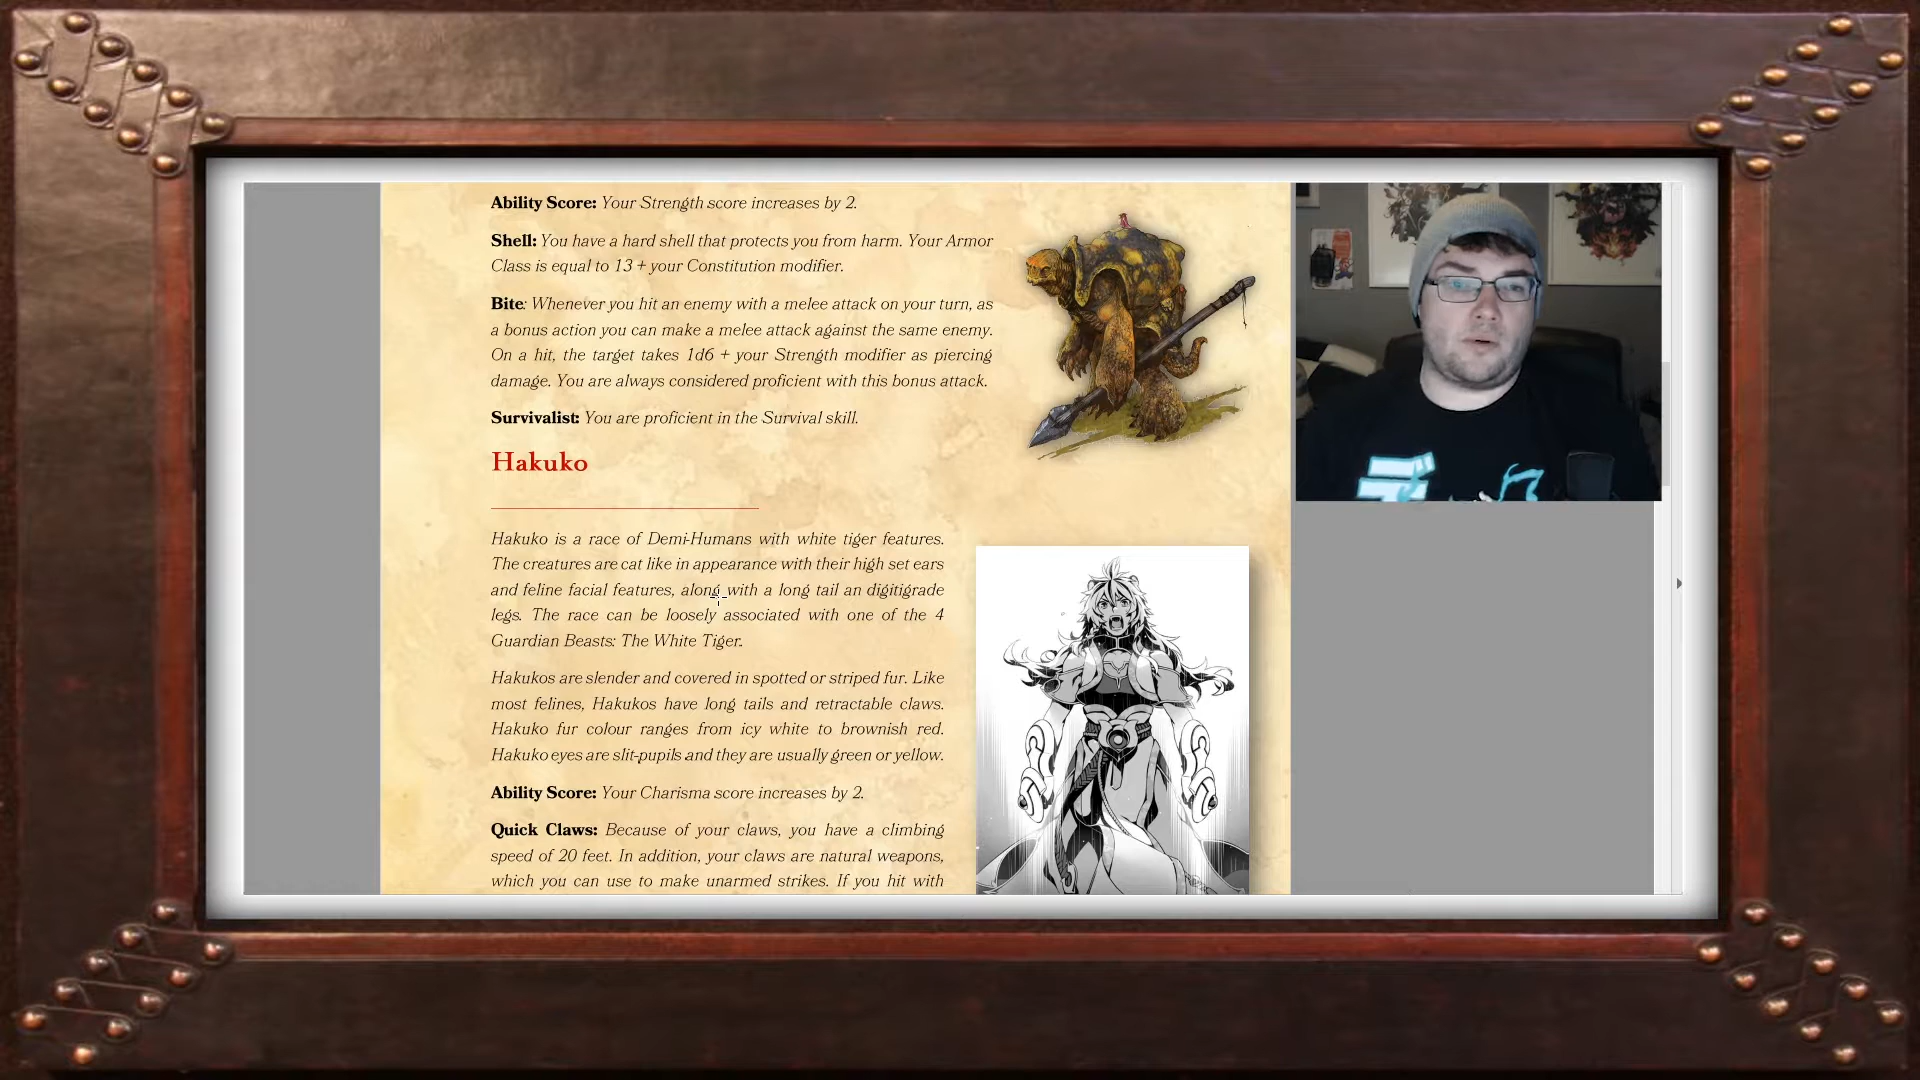 Ability Score: Your Strength score increases by 2.
Shell: You have a hard shell that protects you from harm. Your Armor
Class is equal to 13 + your Constitution modifier.
Bite: Whenever you hit an enemy with a melee attack on your turn, as
a bonus action you can make a melee attack against the same enemy.
On a hit, the target takes 1d6 + your Strength modifier as piercing
damage. You are always considered proficient with this bonus attack.
Survivalist: You are proficient in the Survival skill.
Hakuko
Hakuko is a race of Demi-Humans with white tiger features.
The creatures are cat like in appearance with their high set ears
and feline facial features, along with a long tail an digitigrade
legs. The race can be loosely associated with one of the 4
Guardian Beasts: The White Tiger.
Hakukos are slender and covered in spotted or striped fur. Like
most felines, Hakukos have long tails and retractable claws.
Hakuko fur colour ranges from icy white to brownish red.
Hakuko eyes are slit-pupils and they are usually green or yellow.
Ability Score: Your Charisma score increases by 2.
Quick Claws: Because of your claws, you have a climbing
speed of 20 feet. In addition, your claws are natural weapons,
which you can use to make unarmed strikes. If you hit with